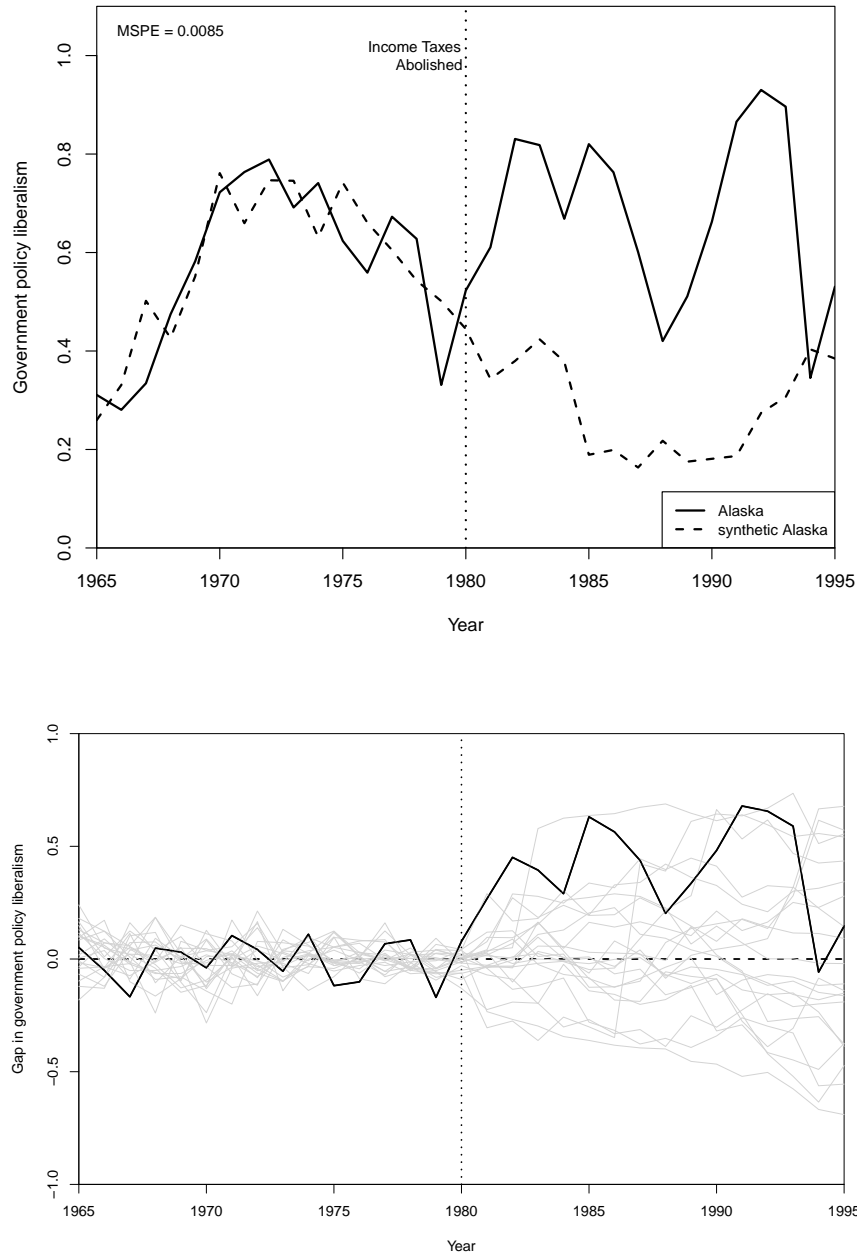 MSPE = 0.0085
Income Taxes
Abolished
Government policy liberalism
1.0
0.8
0.6
0.4
0.2
0.0
Alaska
synthetic Alaska
1965 1970 1975 1980 1985 1990 1995
Year
Gap in government policy liberalism
1.0
0.5
0.0
−0.5
−1.0
1965 1970 1975 1980 1985 1990 1995
Year